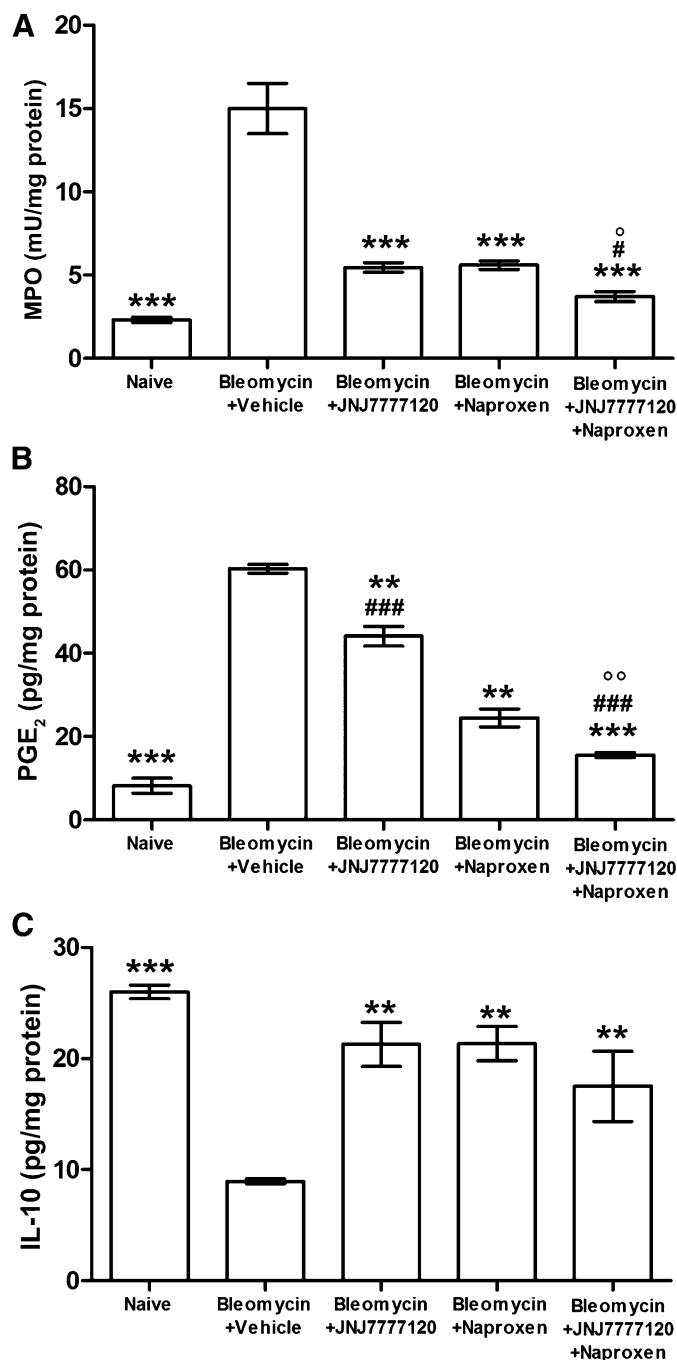 A
MPO (mU/mg protein)
20
15
10
5
0
***
***
***
°
#
***
Naive
Bleomycin
+Vehicle
Bleomycin
+JNJ7777120
Bleomycin
+Naproxen
Bleomycin
+JNJ7777120
+Naproxen
B
PGE₂ (pg/mg protein)
80
60
40
20
0
***
**
###
**
°°
###
***
Naive
Bleomycin
+Vehicle
Bleomycin
+JNJ7777120
Bleomycin
+Naproxen
Bleomycin
+JNJ7777120
+Naproxen
C
IL-10 (pg/mg protein)
30
20
10
0
***
**
**
**
Naive
Bleomycin
+Vehicle
Bleomycin
+JNJ7777120
Bleomycin
+Naproxen
Bleomycin
+JNJ7777120
+Naproxen